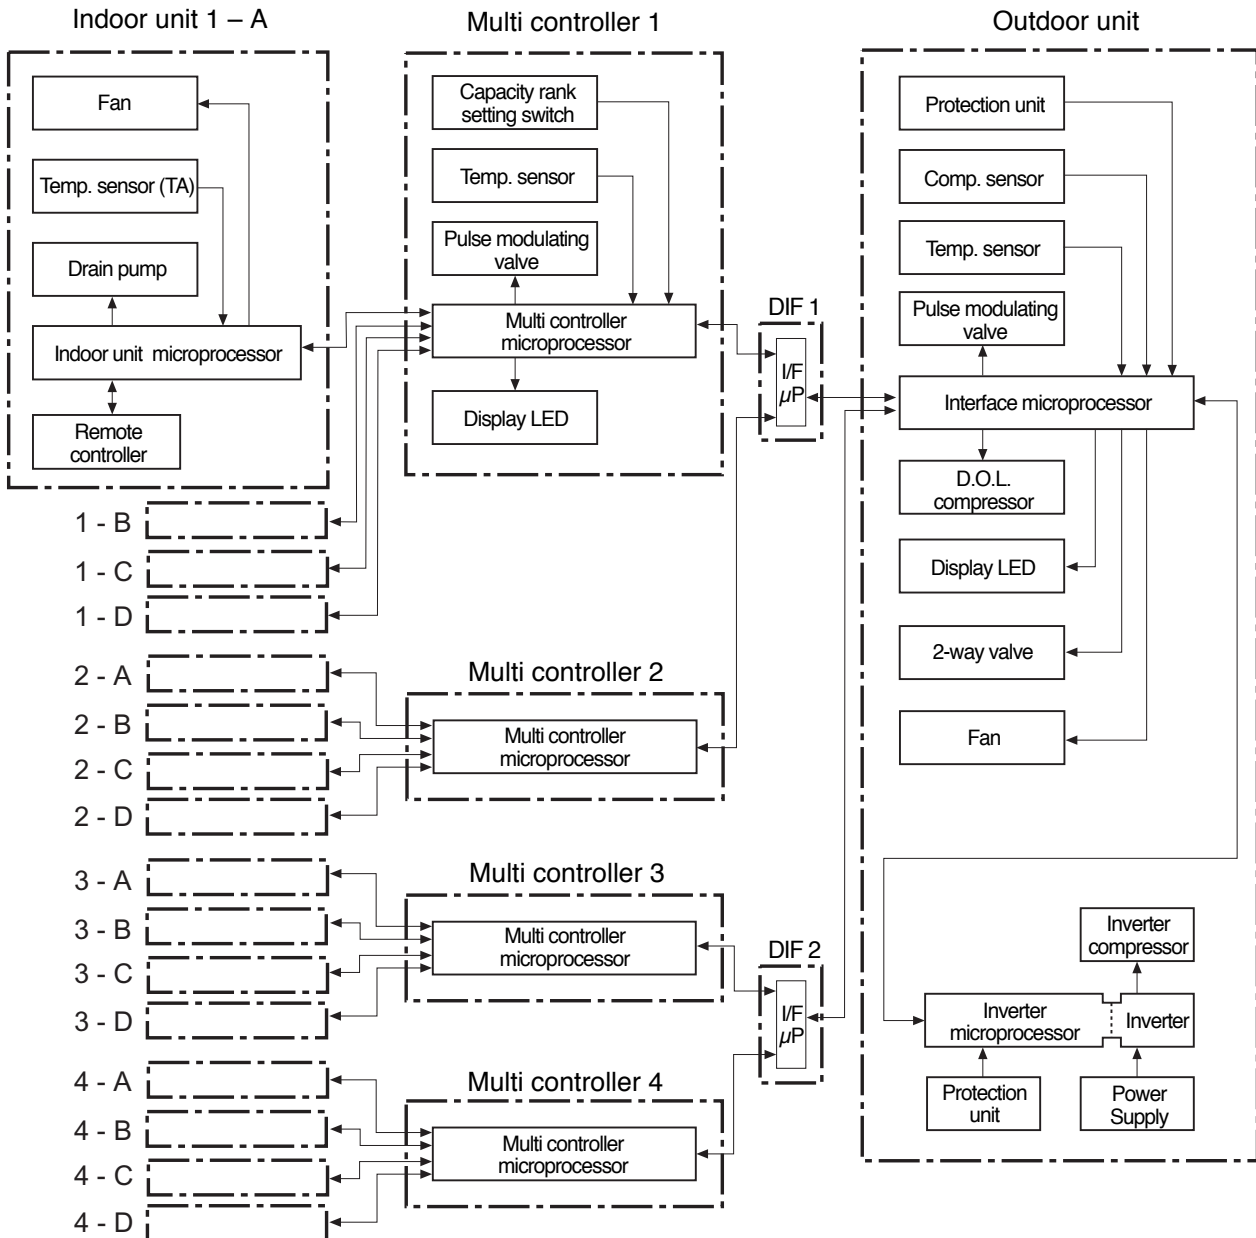 Indoor unit 1 – A
Fan
Temp. sensor (TA)
Drain pump
Indoor unit microprocessor
Remote
controller
1 - B
1 - C
1 - D
2 - A
2 - B
2 - C
2 - D
3 - A
3 - B
3 - C
3 - D
4 - A
4 - B
4 - C
4 - D
Multi controller 1
Capacity rank
setting switch
Temp. sensor
Pulse modulating
valve
Multi controller
microprocessor
Display LED
Multi controller 2
Multi controller
microprocessor
Multi controller 3
Multi controller
microprocessor
Multi controller 4
Multi controller
microprocessor
DIF 1
I/F
µP
DIF 2
I/F
µP
Outdoor unit
Protection unit
Comp. sensor
Temp. sensor
Pulse modulating
valve
Interface microprocessor
D.O.L.
compressor
Display LED
2-way valve
Fan
Inverter
compressor
Inverter
microprocessor
Inverter
Protection
unit
Power
Supply